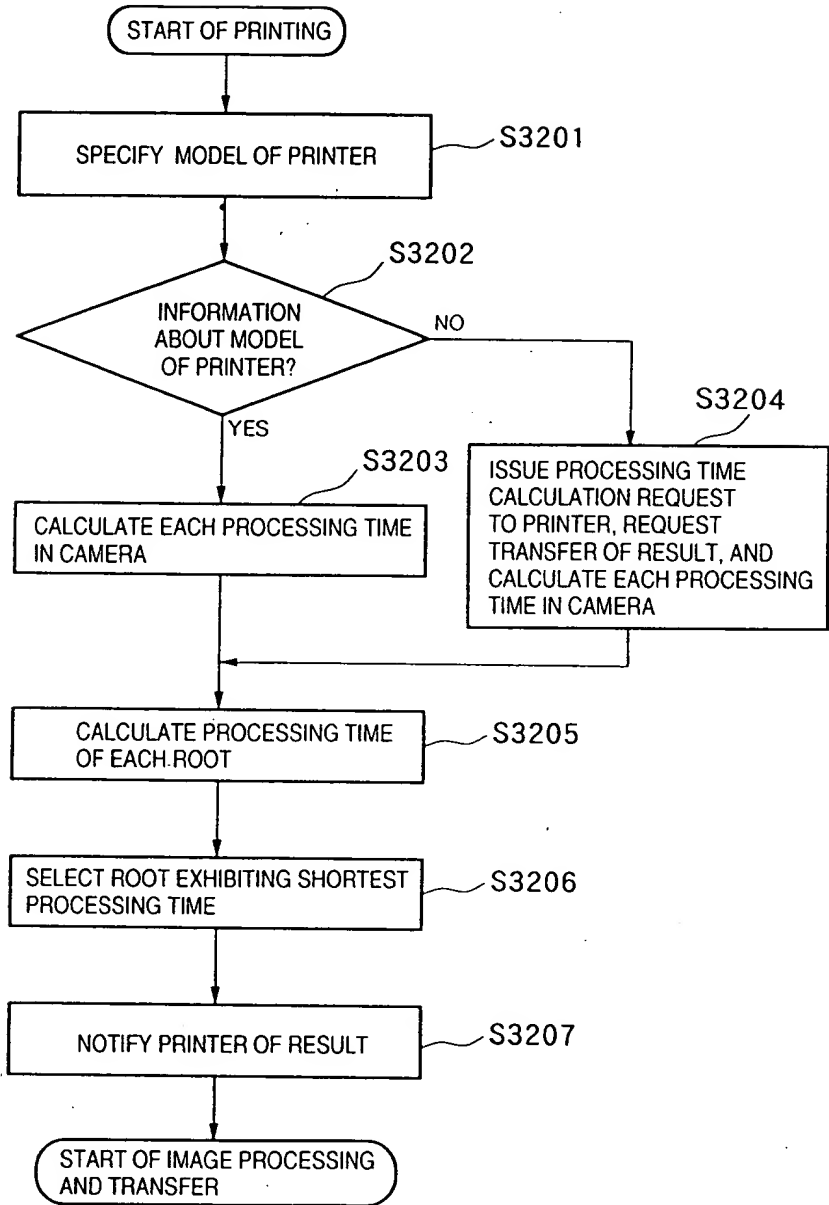 START OF PRINTING
SPECIFY MODEL OF PRINTER
S3201
S3202
INFORMATION
ABOUT MODEL
OF PRINTER?
NO
YES
S3203
CALCULATE EACH PROCESSING TIME
IN CAMERA
S3204
ISSUE PROCESSING TIME
CALCULATION REQUEST
TO PRINTER, REQUEST
TRANSFER OF RESULT, AND
CALCULATE EACH PROCESSING
TIME IN CAMERA
CALCULATE PROCESSING TIME
OF EACH ROOT
S3205
SELECT ROOT EXHIBITING SHORTEST
PROCESSING TIME
S3206
NOTIFY PRINTER OF RESULT
S3207
START OF IMAGE PROCESSING
AND TRANSFER